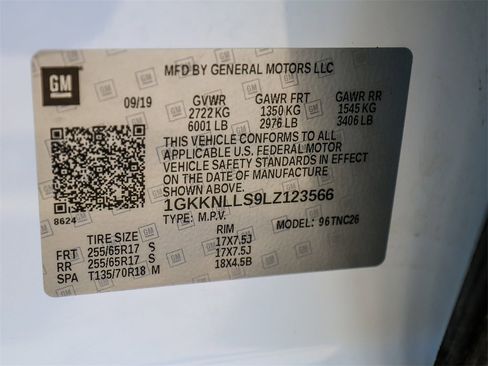 GM MFD BY GENERAL MOTORS LLC
09/19 GVWR GAWR FRT GAWR RR
2722 KG 1350 KG 1545 KG
6001 LB 2976 LB 3406 LB
THIS VEHICLE CONFORMS TO ALL
APPLICABLE U.S. FEDERAL MOTOR
VEHICLE SAFETY STANDARDS IN EFFECT
ON THE DATE OF MANUFACTURE
SHOWN ABOVE.
1GKKNLLS9LZ123566
8624 TYPE: M.P.V. MODEL: 96TNC26
TIRE SIZE RIM
FRT 255/65R17 S 17X7.5J
RR 255/65R17 S 17X7.5J
SPA T135/70R18 M 18X4.5B